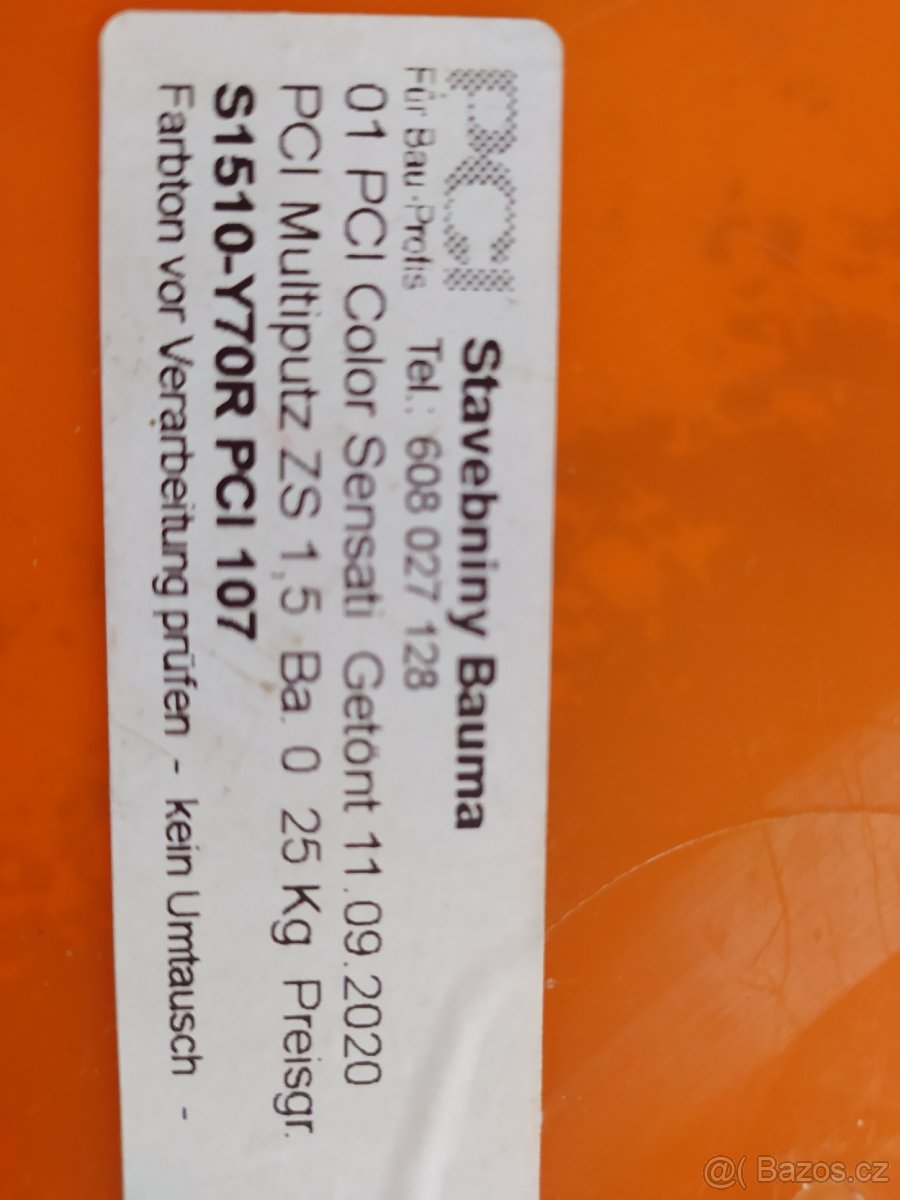 PCI
Für Bau-Profis
Stavebniny Bauma
Tel.: 608 027 128
01 PCI Color Sensati Getönt 11.09.2020
PCI Multiputz ZS 1,5 Ba. 0 25 Kg Preisgr.
S1510-Y70R PCI 107
Farbton vor Verarbeitung prüfen - kein Umtausch -
@( Bazos.cz